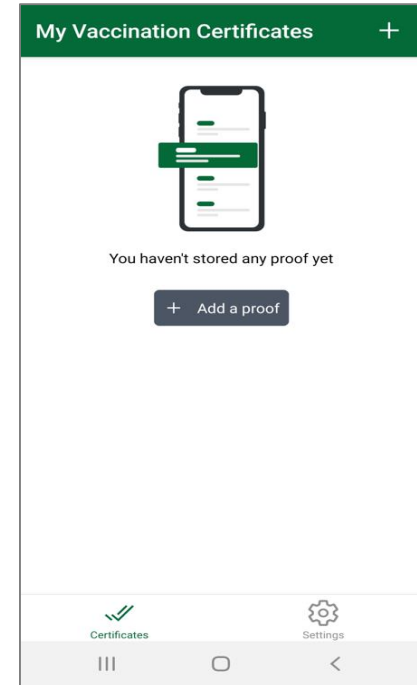 My Vaccination Certificates +
You haven't stored any proof yet
+ Add a proof
Certificates
Settings